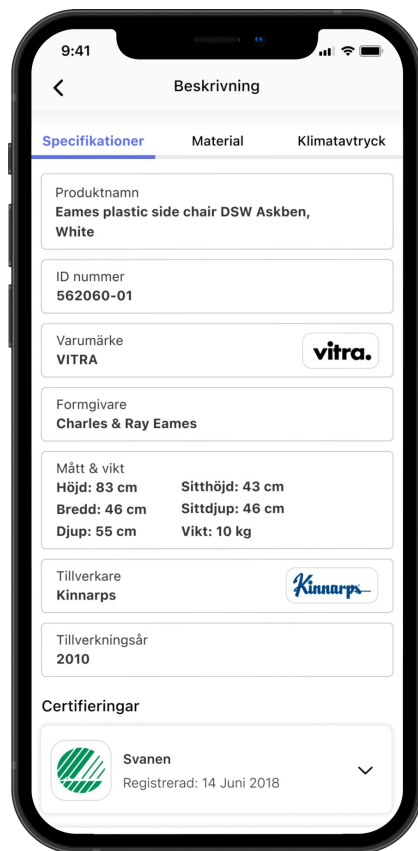 9:41
Beskrivning
Specifikationer Material Klimatavtryck
Produktnamn
Eames plastic side chair DSW Askben,
White
ID nummer
562060-01
Varumärke
VITRA
vitra.
Formgivare
Charles & Ray Eames
Mått & vikt
Höjd: 83 cm Sitthöjd: 43 cm
Bredd: 46 cm Sittdjup: 46 cm
Djup: 55 cm Vikt: 10 kg
Tillverkare
Kinnarps
Kinnarps
Tillverkningsår
2010
Certifieringar
Svanen
Registrerad: 14 Juni 2018